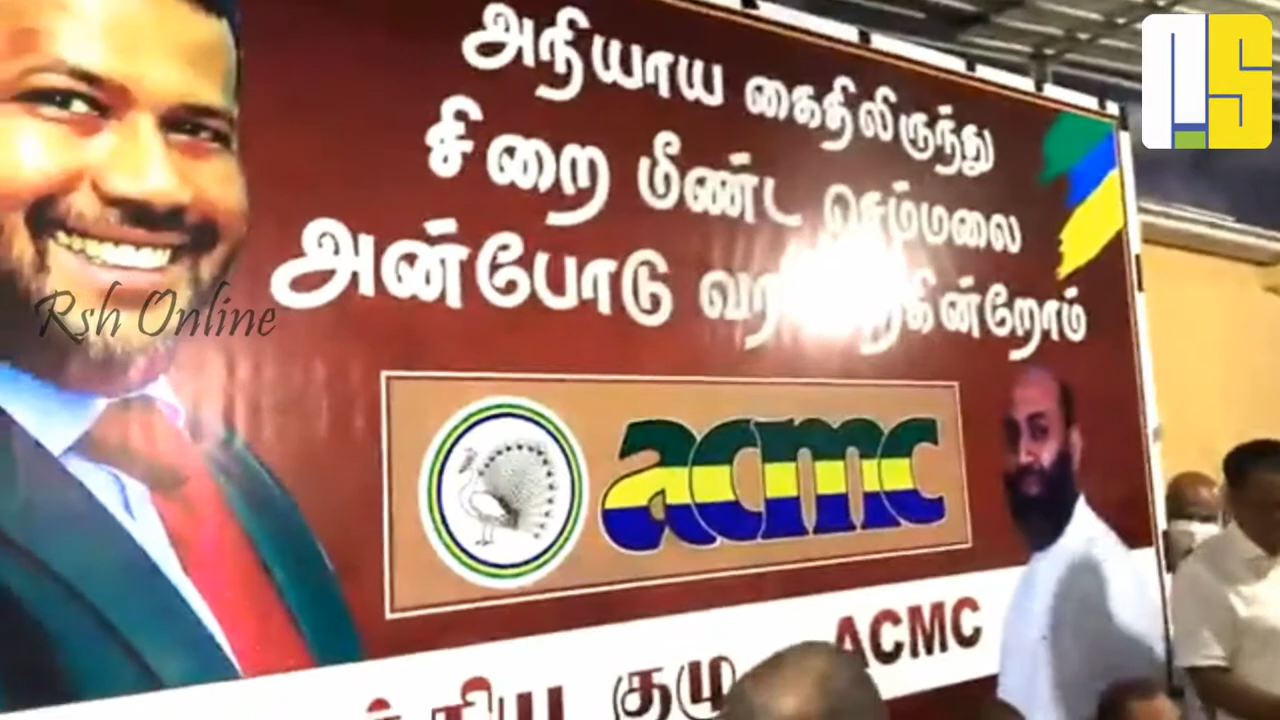 அநியாய கைதிலிருந்து
சிறை மீண்ட செம்மலை
அன்போடு
Rsh Online
acmc
குழு ACMC